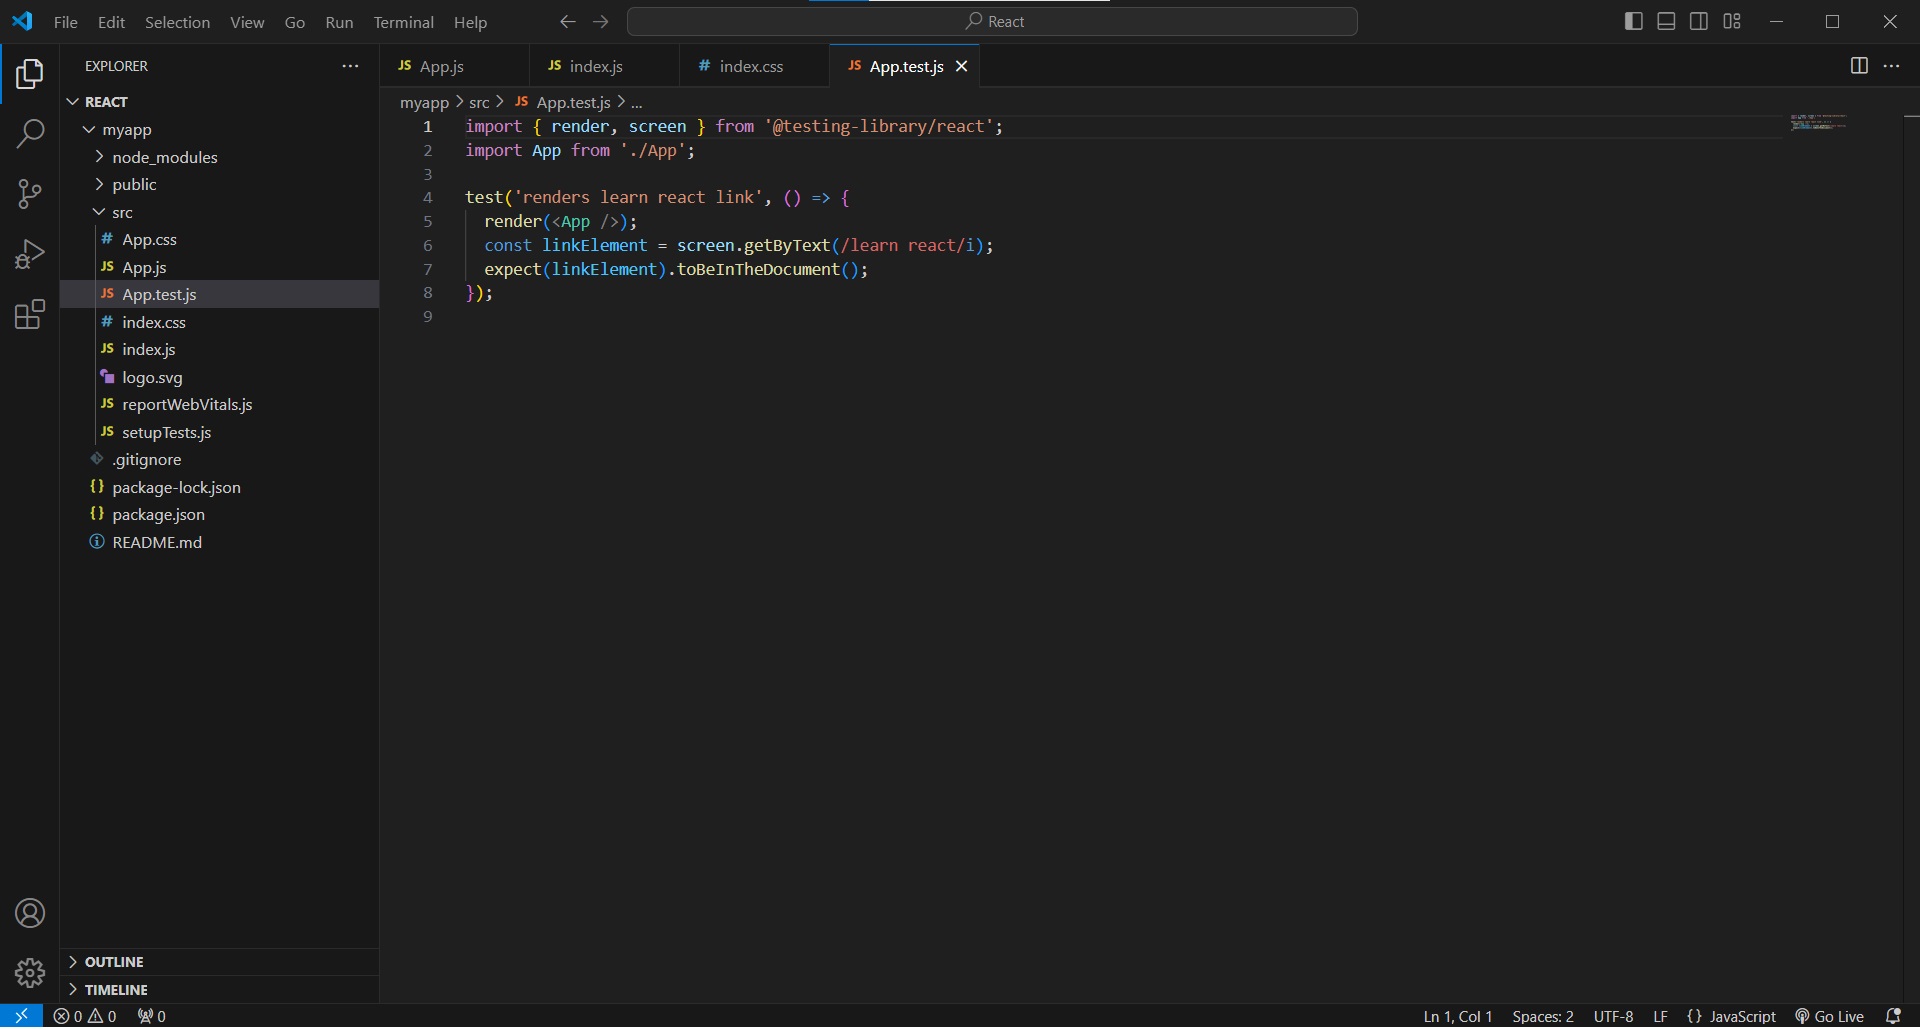 File Edit Selection View Go Run Terminal Help
React
EXPLORER
REACT
myapp
node_modules
public
src
# App.css
JS App.js
JS App.test.js
# index.css
JS index.js
logo.svg
JS reportWebVitals.js
JS setupTests.js
.gitignore
{} package-lock.json
{} package.json
README.md
OUTLINE
TIMELINE
JS App.js
JS index.js
# index.css
JS App.test.js
myapp > src > JS App.test.js > ...
1 import { render, screen } from '@testing-library/react';
2 import App from './App';
3
4 test('renders learn react link', () => {
5 render(<App />);
6 const linkElement = screen.getByText(/learn react/i);
7 expect(linkElement).toBeInTheDocument();
8 });
9
0 0 0
Ln 1, Col 1 Spaces: 2 UTF-8 LF {} JavaScript Go Live